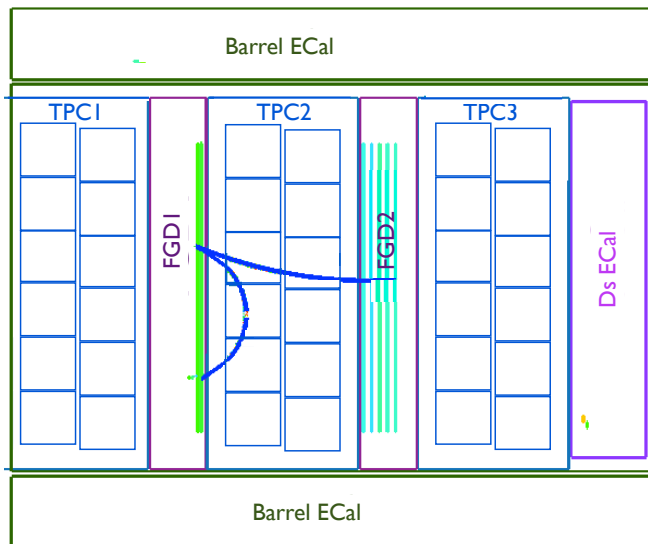 Barrel ECal
TPC1
TPC2
TPC3
FGD1
FGD2
Ds ECal
Barrel ECal